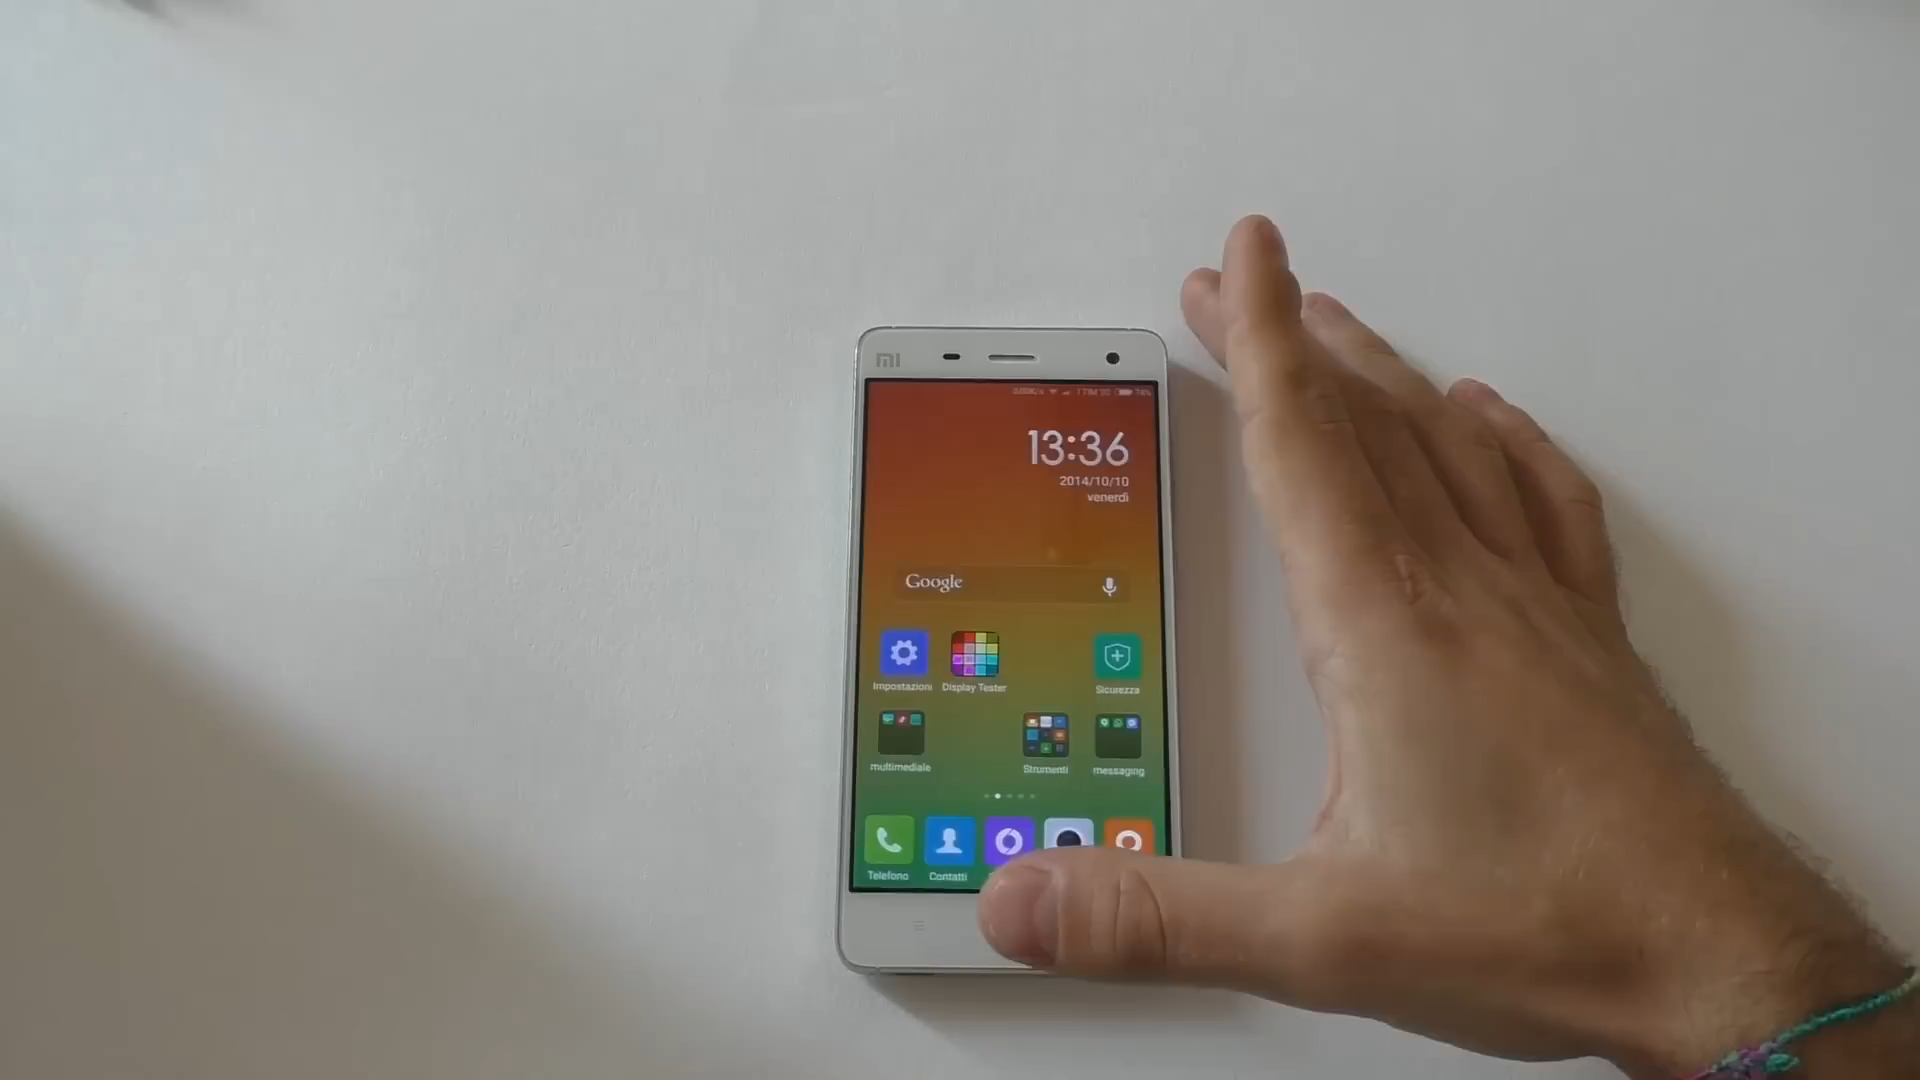 mi
13:36
2014/10/10
venerdì
Google
Impostazioni
Display Tester
Sicurezza
multimediale
Strumenti
messaging
Telefono
Contatti